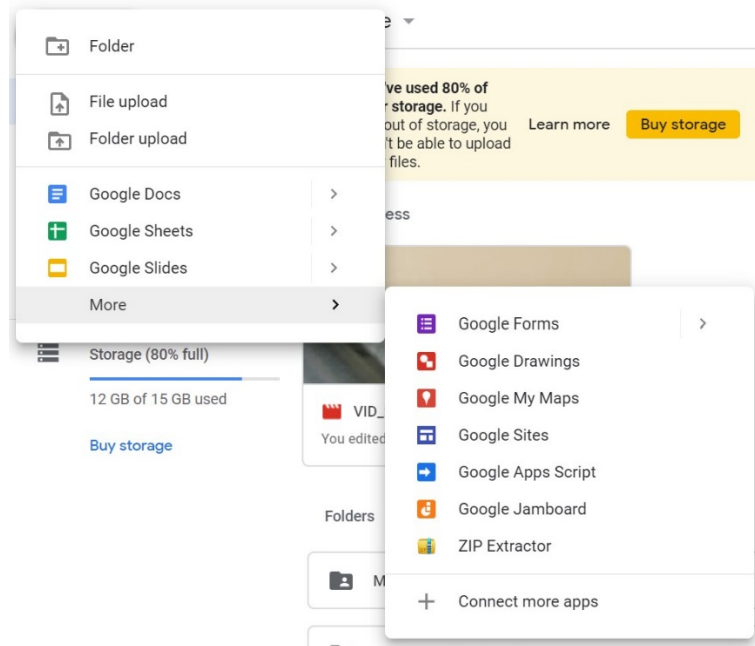 Folder
File upload
Folder upload
Google Docs
Google Sheets
Google Slides
More
've used 80% of
storage. If you
out of storage, you
't be able to upload
files.
Learn more
Buy storage
ess
Google Forms
Google Drawings
Google My Maps
Google Sites
Google Apps Script
Google Jamboard
ZIP Extractor
Connect more apps
Storage (80% full)
12 GB of 15 GB used
Buy storage
VID_
You edited
Folders
M